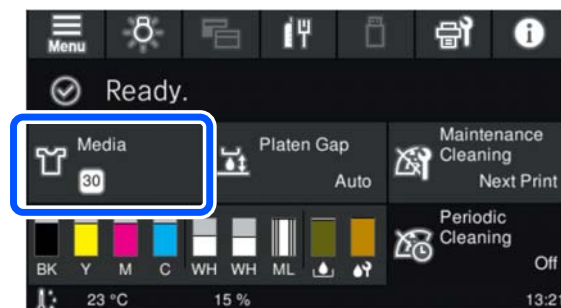 Menu
Ready.
Media
30
Platen Gap
Auto
Maintenance
Cleaning
Next Print
Periodic
Cleaning
Off
BK Y M C WH WH ML
23 °C 15 % 13:21